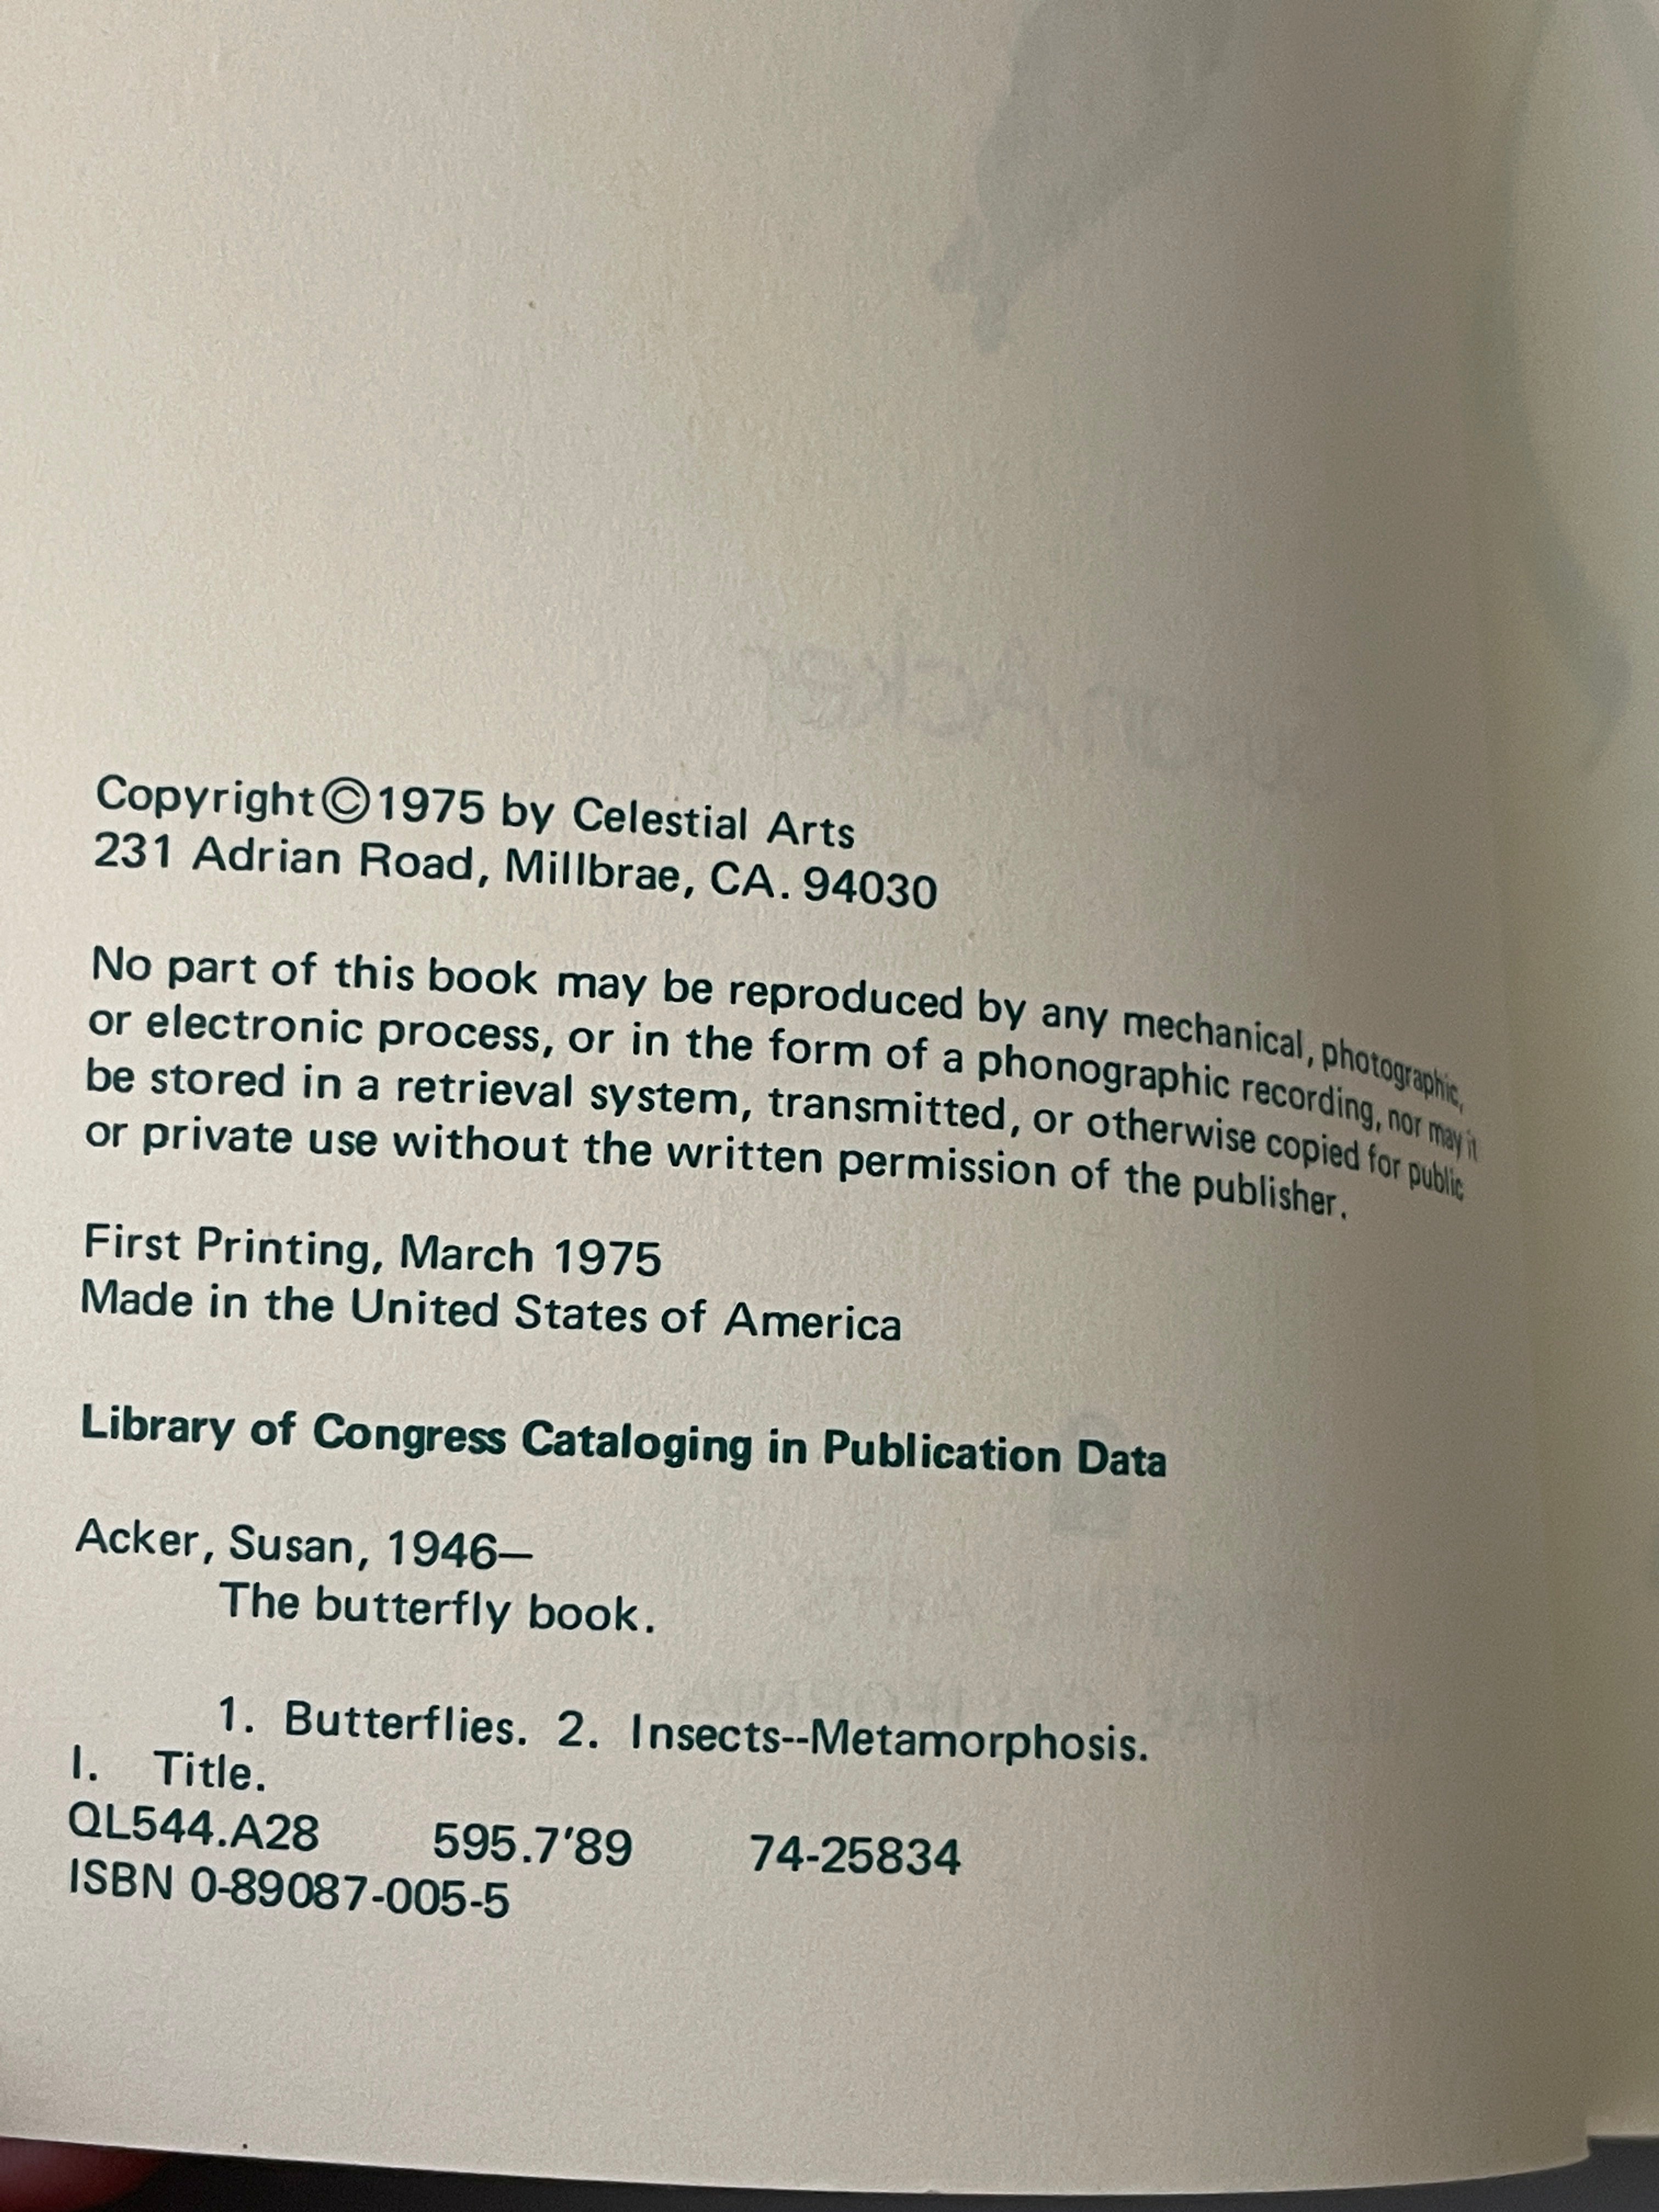 Copyright©1975 by Celestial Arts
231 Adrian Road, Millbrae, CA. 94030
No part of this book may be reproduced by any mechanical, photographic,
or electronic process, or in the form of a phonographic recording, nor may it
be stored in a retrieval system, transmitted, or otherwise copied for public
or private use without the written permission of the publisher.
First Printing, March 1975
Made in the United States of America
Library of Congress Cataloging in Publication Data
Acker, Susan, 1946—
The butterfly book.
1. Butterflies. 2. Insects--Metamorphosis.
I. Title.
QL544.A28 595.7'89 74-25834
ISBN 0-89087-005-5